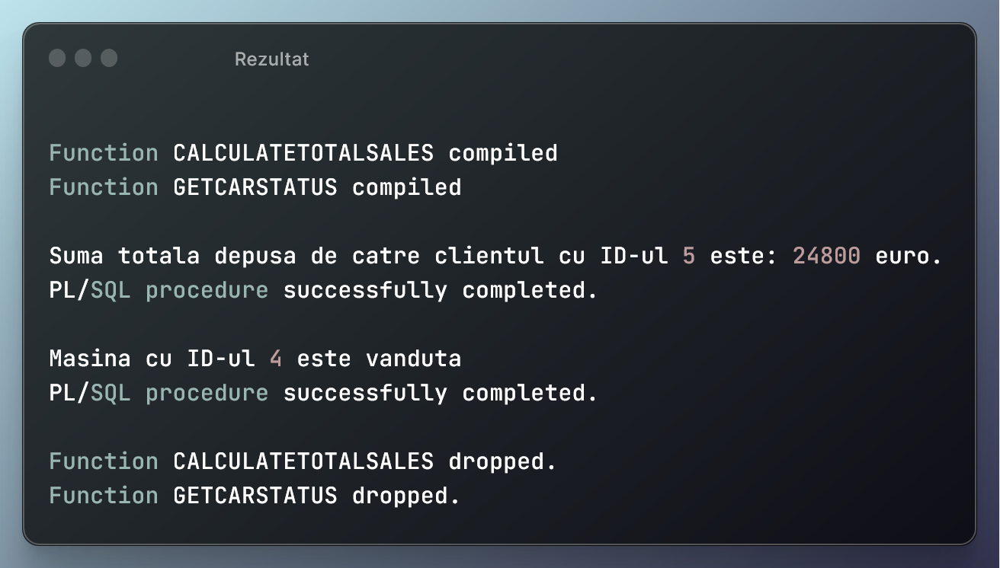 Rezultat
Function CALCULATETOTALSALES compiled
Function GETCARSTATUS compiled
Suma totala depusa de catre clientul cu ID-ul 5 este: 24800 euro.
PL/SQL procedure successfully completed.
Masina cu ID-ul 4 este vanduta
PL/SQL procedure successfully completed.
Function CALCULATETOTALSALES dropped.
Function GETCARSTATUS dropped.